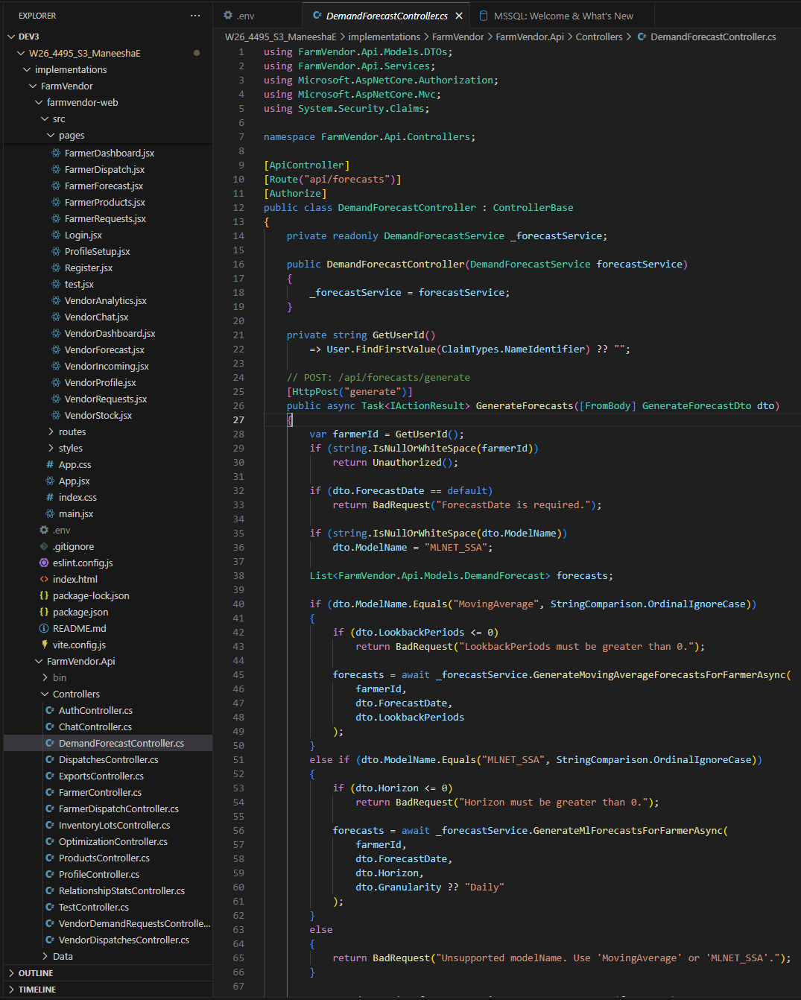 EXPLORER
DEV3
W26_4495_S3_ManeeshaE
implementations
FarmVendor
farmvendor-web
src
pages
FarmerDashboard.jsx
FarmerDispatch.jsx
FarmerForecast.jsx
FarmerProducts.jsx
FarmerRequests.jsx
Login.jsx
ProfileSetup.jsx
Register.jsx
test.jsx
VendorAnalytics.jsx
VendorChat.jsx
VendorDashboard.jsx
VendorForecast.jsx
VendorIncoming.jsx
VendorProfile.jsx
VendorRequests.jsx
VendorStock.jsx
routes
styles
App.css
App.jsx
index.css
main.jsx
.env
.gitignore
eslint.config.js
index.html
package-lock.json
package.json
README.md
vite.config.js
FarmVendor.Api
bin
Controllers
AuthController.cs
ChatController.cs
DemandForecastController.cs
DispatchesController.cs
ExportsController.cs
FarmerController.cs
FarmerDispatchController.cs
InventoryLotsController.cs
OptimizationController.cs
ProductsController.cs
ProfileController.cs
RelationshipStatsController.cs
TestController.cs
VendorDemandRequestsControlle...
VendorDispatchesController.cs
Data
OUTLINE
TIMELINE
.env
DemandForecastController.cs
MSSQL: Welcome & What's New
W26_4495_S3_ManeeshaE > implementations > FarmVendor > FarmVendor.Api > Controllers > DemandForecastController.cs
1 using FarmVendor.Api.Models.DTOs;
2 using FarmVendor.Api.Services;
3 using Microsoft.AspNetCore.Authorization;
4 using Microsoft.AspNetCore.Mvc;
5 using System.Security.Claims;
6
7 namespace FarmVendor.Api.Controllers;
8
9 [ApiController]
10 [Route("api/forecasts")]
11 [Authorize]
12 public class DemandForecastController : ControllerBase
13 {
14 private readonly DemandForecastService _forecastService;
15
16 public DemandForecastController(DemandForecastService forecastService)
17 {
18 _forecastService = forecastService;
19 }
20
21 private string GetUserId()
22 => User.FindFirstValue(ClaimTypes.NameIdentifier) ?? "";
23
24 // POST: /api/forecasts/generate
25 [HttpPost("generate")]
26 public async Task<IActionResult> GenerateForecasts([FromBody] GenerateForecastDto dto)
27 {
28 var farmerId = GetUserId();
29 if (string.IsNullOrWhiteSpace(farmerId))
30 return Unauthorized();
31
32 if (dto.ForecastDate == default)
33 return BadRequest("ForecastDate is required.");
34
35 if (string.IsNullOrWhiteSpace(dto.ModelName))
36 dto.ModelName = "MLNET_SSA";
37
38 List<FarmVendor.Api.Models.DemandForecast> forecasts;
39
40 if (dto.ModelName.Equals("MovingAverage", StringComparison.OrdinalIgnoreCase))
41 {
42 if (dto.LookbackPeriods <= 0)
43 return BadRequest("LookbackPeriods must be greater than 0.");
44
45 forecasts = await _forecastService.GenerateMovingAverageForecastsForFarmerAsync(
46 farmerId,
47 dto.ForecastDate,
48 dto.LookbackPeriods
49 );
50 }
51 else if (dto.ModelName.Equals("MLNET_SSA", StringComparison.OrdinalIgnoreCase))
52 {
53 if (dto.Horizon <= 0)
54 return BadRequest("Horizon must be greater than 0.");
55
56 forecasts = await _forecastService.GenerateMlForecastsForFarmerAsync(
57 farmerId,
58 dto.ForecastDate,
59 dto.Horizon,
60 dto.Granularity ?? "Daily"
61 );
62 }
63 else
64 {
65 return BadRequest("Unsupported modelName. Use 'MovingAverage' or 'MLNET_SSA'.");
66 }
67